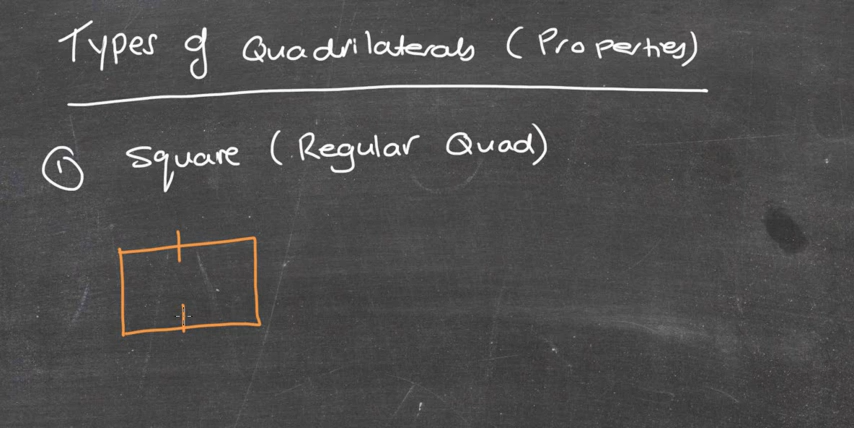 Types of Quadrilaterals (Properties)
① Square (Regular Quad)